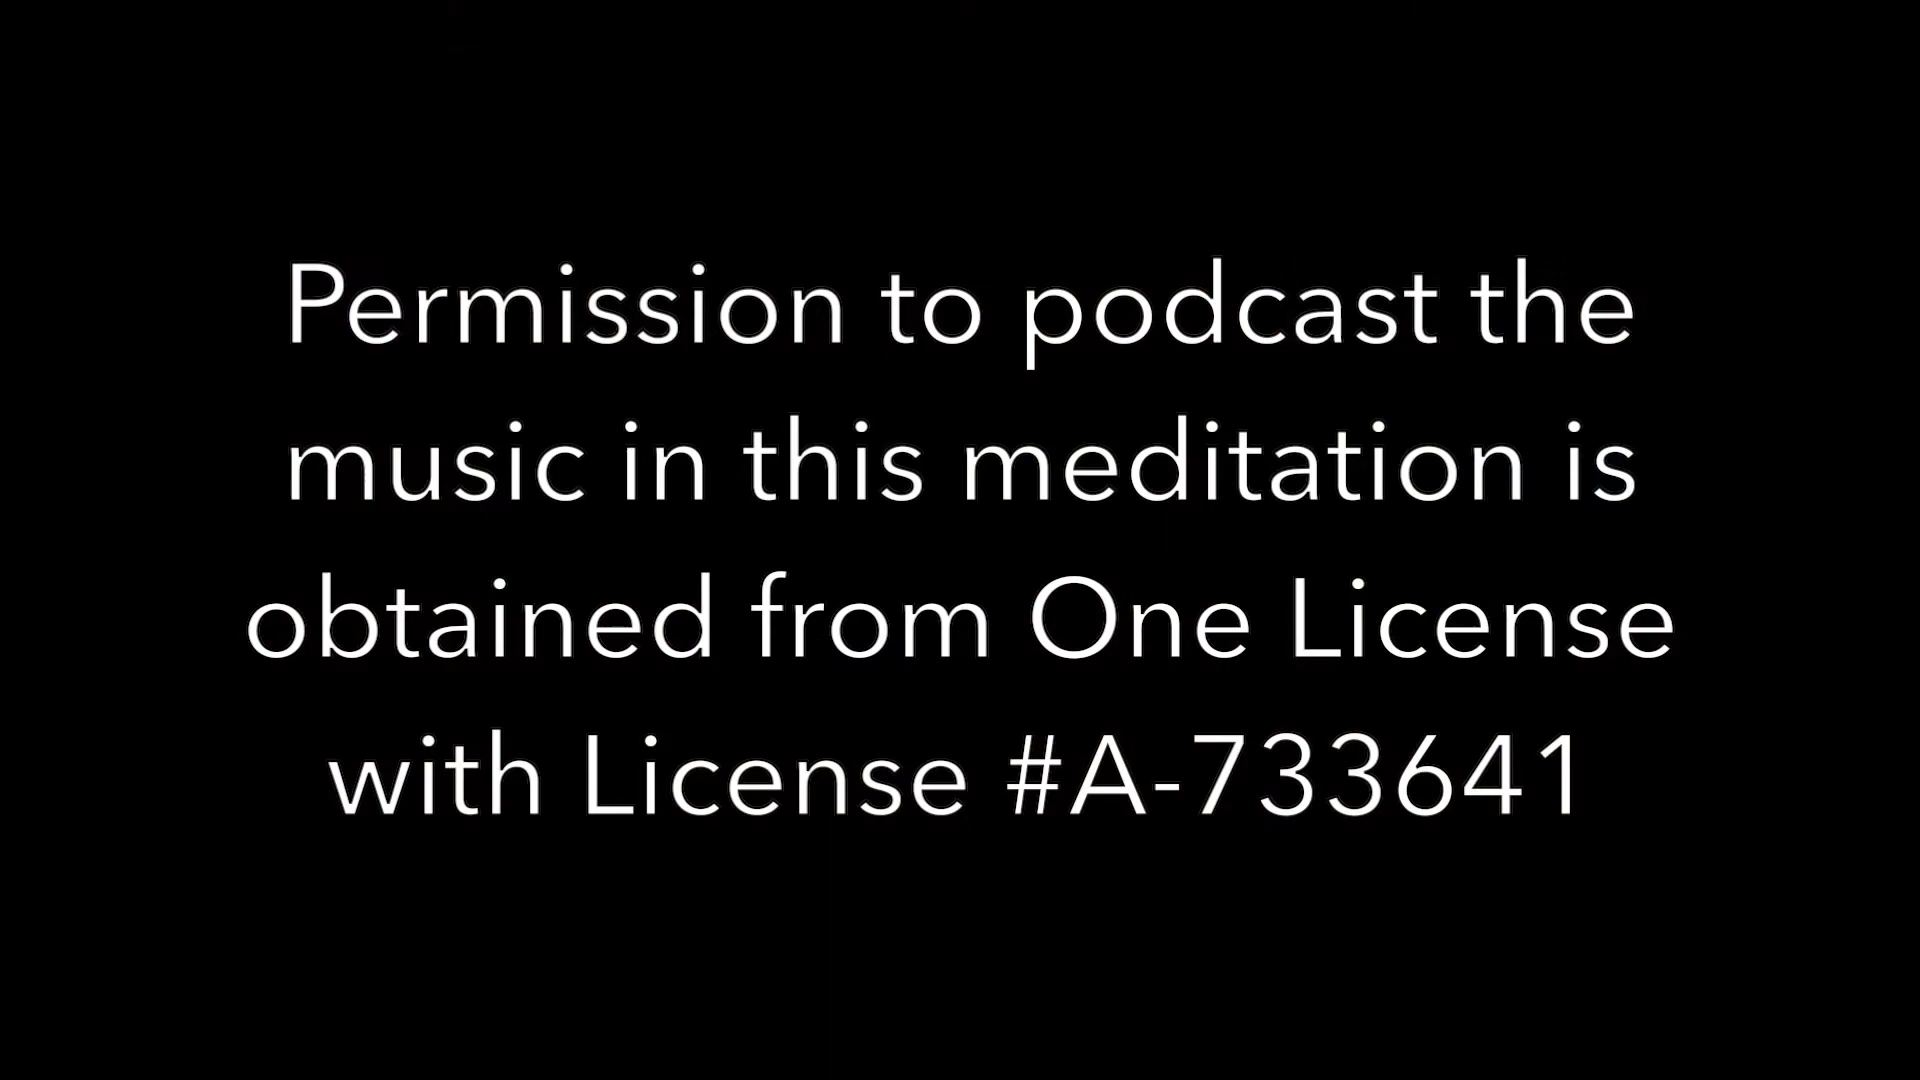 Permission to podcast the
music in this meditation is
obtained from One License
with License #A-733641